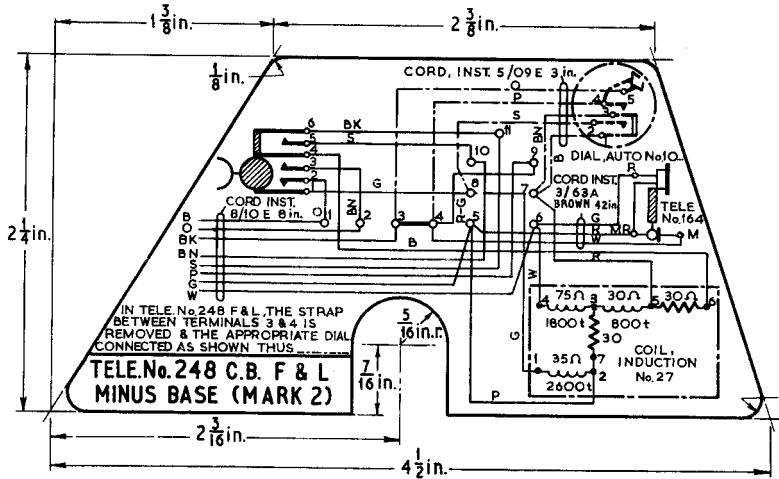 1 3/8 in.
2 3/8 in.
1/8 in.
2 1/4 in.
CORD, INST. 5/09 E 3 in.
O
P
S
BN
B
4 5
3
2
DIAL, AUTO No.10
6
5
4
3
2
BK
S
G
O
BN
11
10
9
8
7
R-G
CORD INST.
8/10 E 8 in.
CORD INST.
3/63A
BROWN 42 in.
R
TELE
No. 164
B
O
BK
BN
S
P
G
W
1 2 3 4 5 6
B
G
R
W
MR
M
R
W
G
P
IN TELE. No. 248 F & L, THE STRAP
BETWEEN TERMINALS 3 & 4 IS
REMOVED & THE APPROPRIATE DIAL
CONNECTED AS SHOWN THUS
5/16 in. r.
7/16 in.
TELE. No. 248 C.B. F & L
MINUS BASE (MARK 2)
75Ω 30Ω 30Ω
4 3 5 6
1800t 800t
30
1 35Ω 7
2
2600t
COIL,
INDUCTION
No. 27
2 3/16 in.
4 1/2 in.